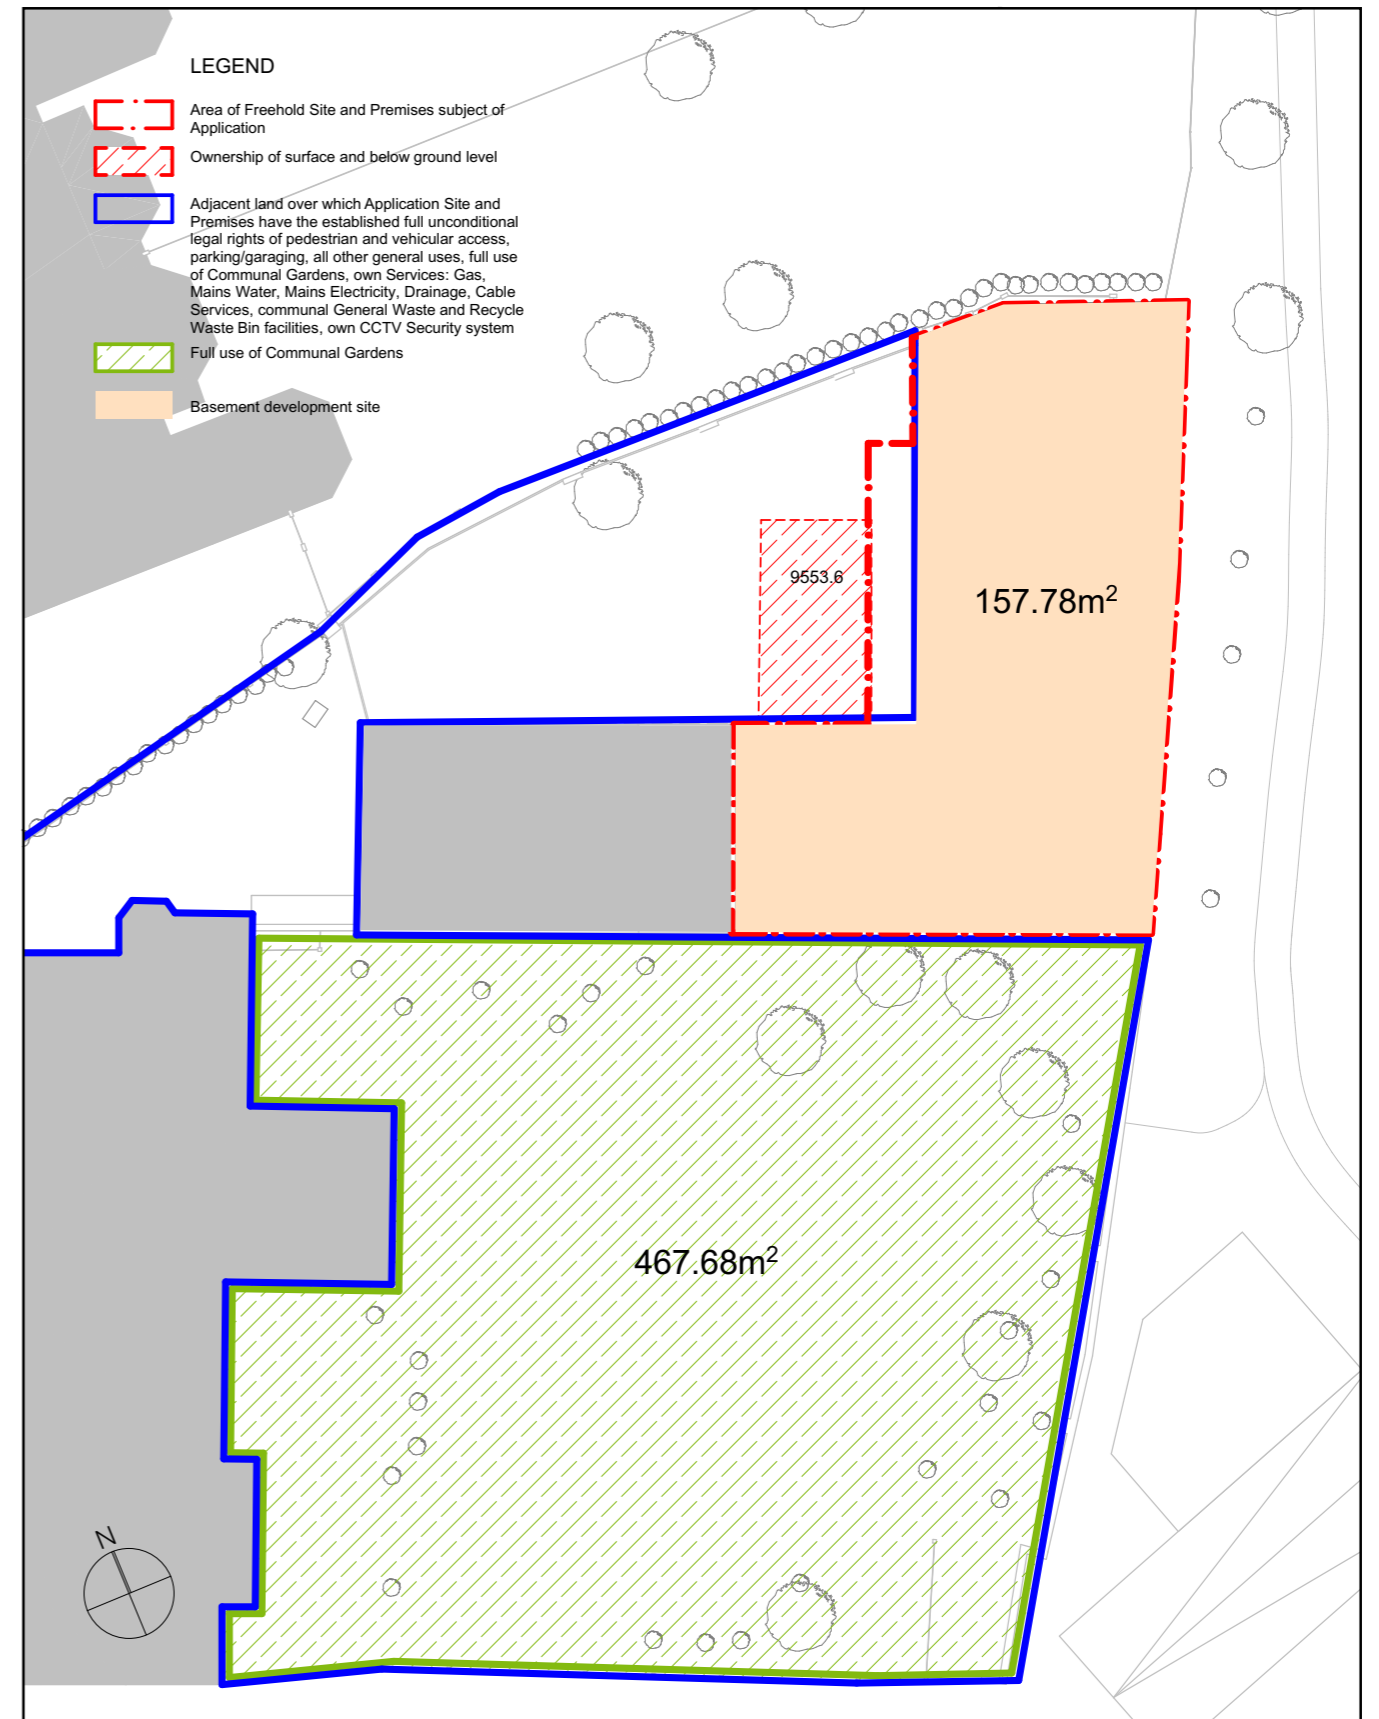 LEGEND
Area of Freehold Site and Premises subject of
Application
Ownership of surface and below ground level
Adjacent land over which Application Site and
Premises have the established full unconditional
legal rights of pedestrian and vehicular access,
parking/garaging, all other general uses, full use
of Communal Gardens, own Services: Gas,
Mains Water, Mains Electricity, Drainage, Cable
Services, communal General Waste and Recycle
Waste Bin facilities, own CCTV Security system
Full use of Communal Gardens
Basement development site
9553.6
157.78m²
467.68m²
N